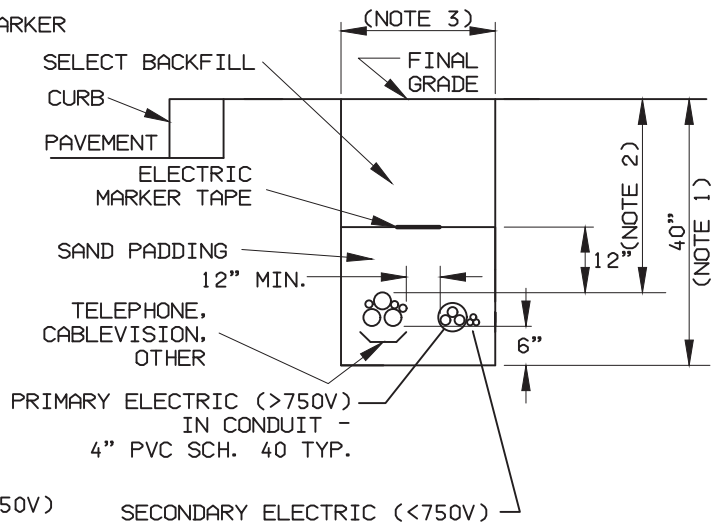 ARKER
(NOTE 3)
SELECT BACKFILL
FINAL
GRADE
CURB
PAVEMENT
ELECTRIC
MARKER TAPE
(NOTE 2)
40"
(NOTE 1)
SAND PADDING
12"
12" MIN.
TELEPHONE,
CABLEVISION,
OTHER
6"
PRIMARY ELECTRIC (>750V)
IN CONDUIT -
4" PVC SCH. 40 TYP.
50V)
SECONDARY ELECTRIC (<750V)